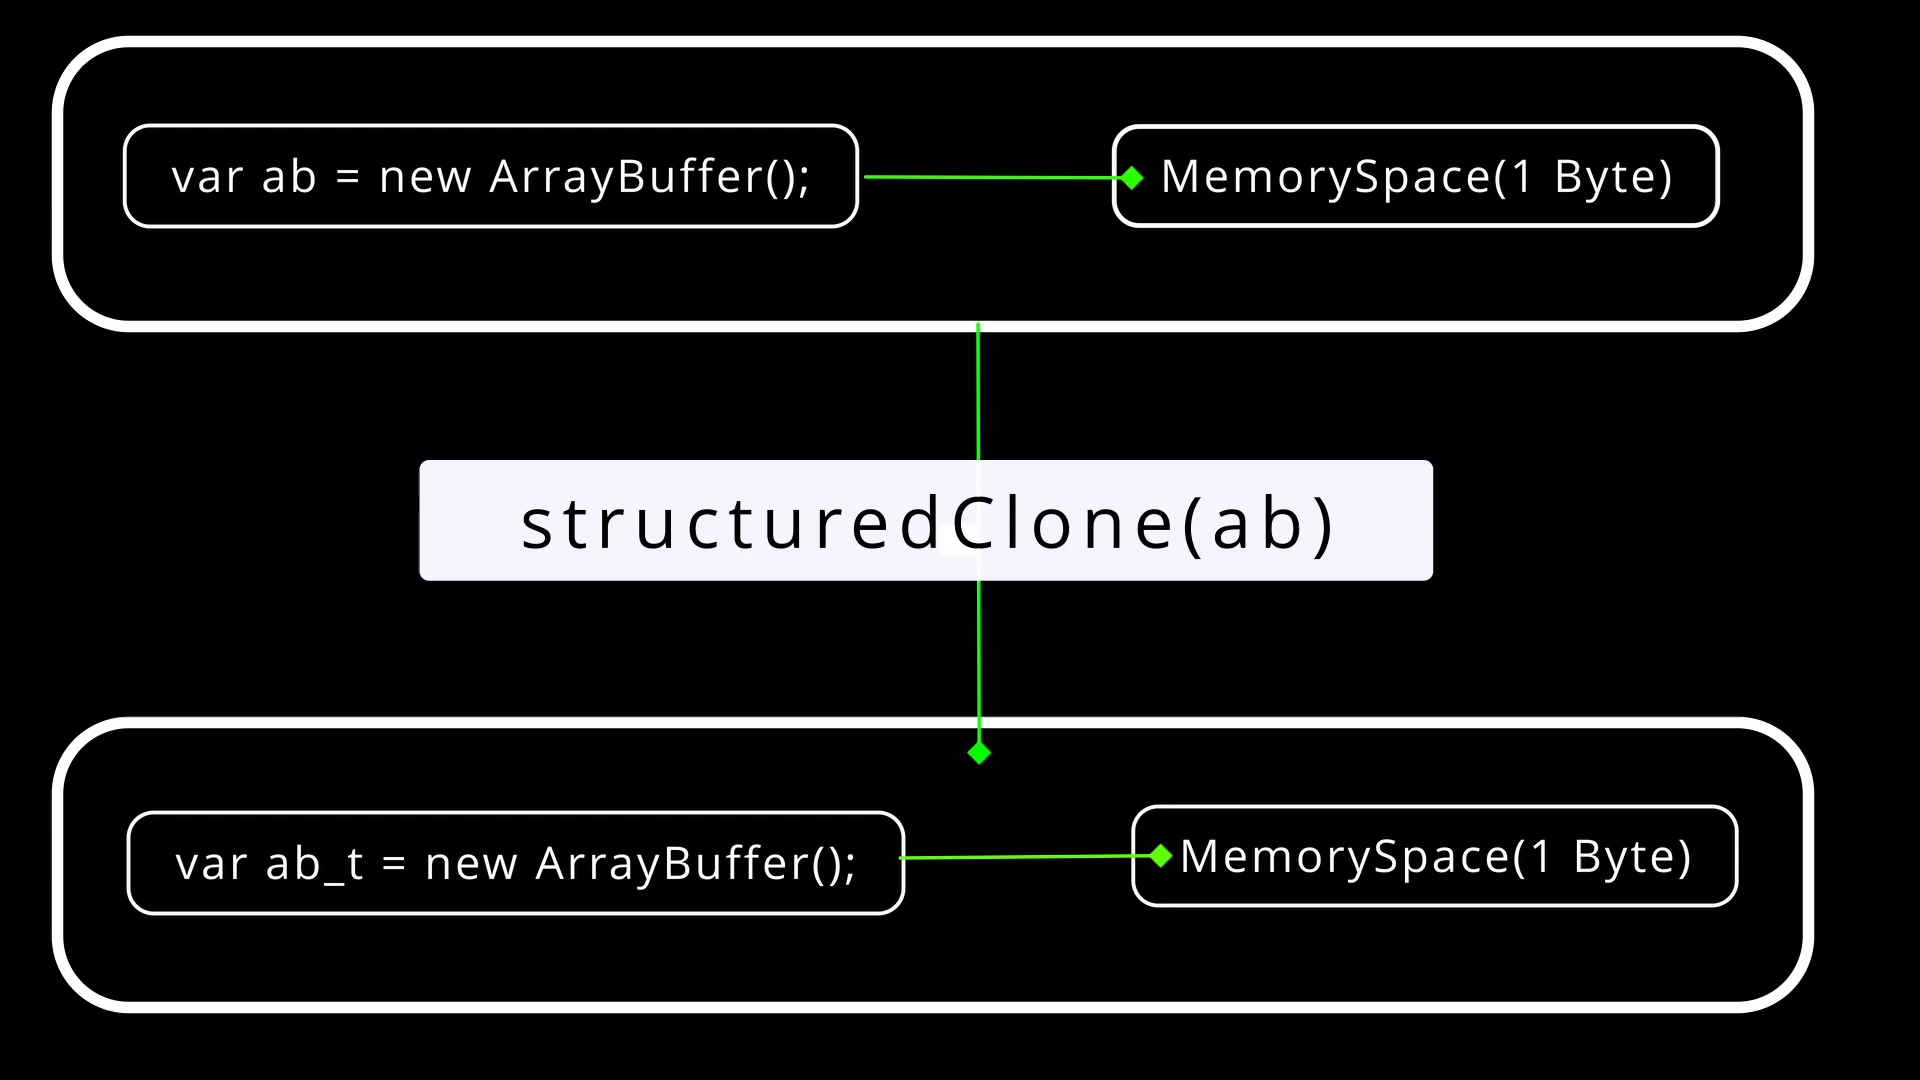 var ab = new ArrayBuffer();
MemorySpace(1 Byte)
structuredClone(ab)
var ab_t = new ArrayBuffer();
MemorySpace(1 Byte)